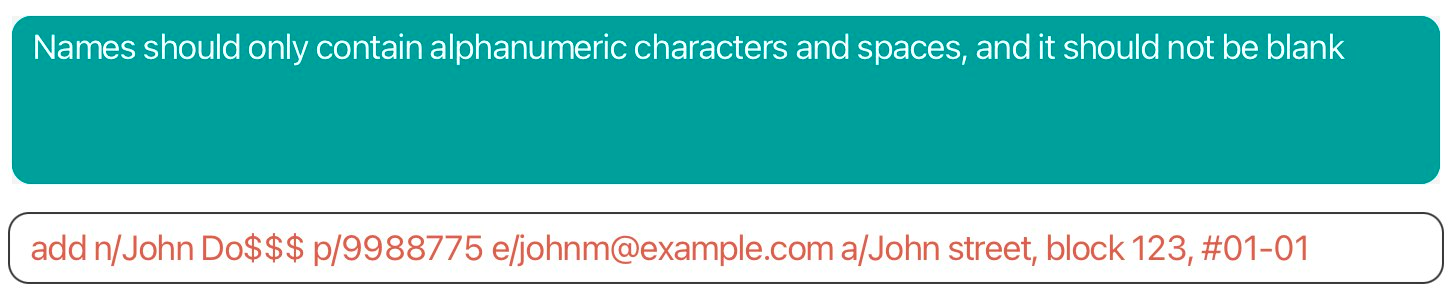 Names should only contain alphanumeric characters and spaces, and it should not be blank
add n/John Do$$$ p/9988775 e/johnm@example.com a/John street, block 123, #01-01